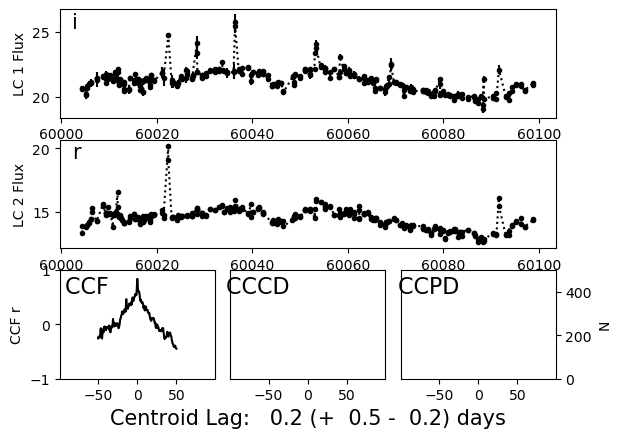 i
LC 1 Flux
25
20
60000 60020 60040 60060 60080 60100
r
LC 2 Flux
20
15
60000 60020 60040 60060 60080 60100
CCF CCCD CCPD
CCF r
1
0
−1
400
200
0
N
−50 0 50 −50 0 50 −50 0 50
Centroid Lag: 0.2 (+ 0.5 - 0.2) days